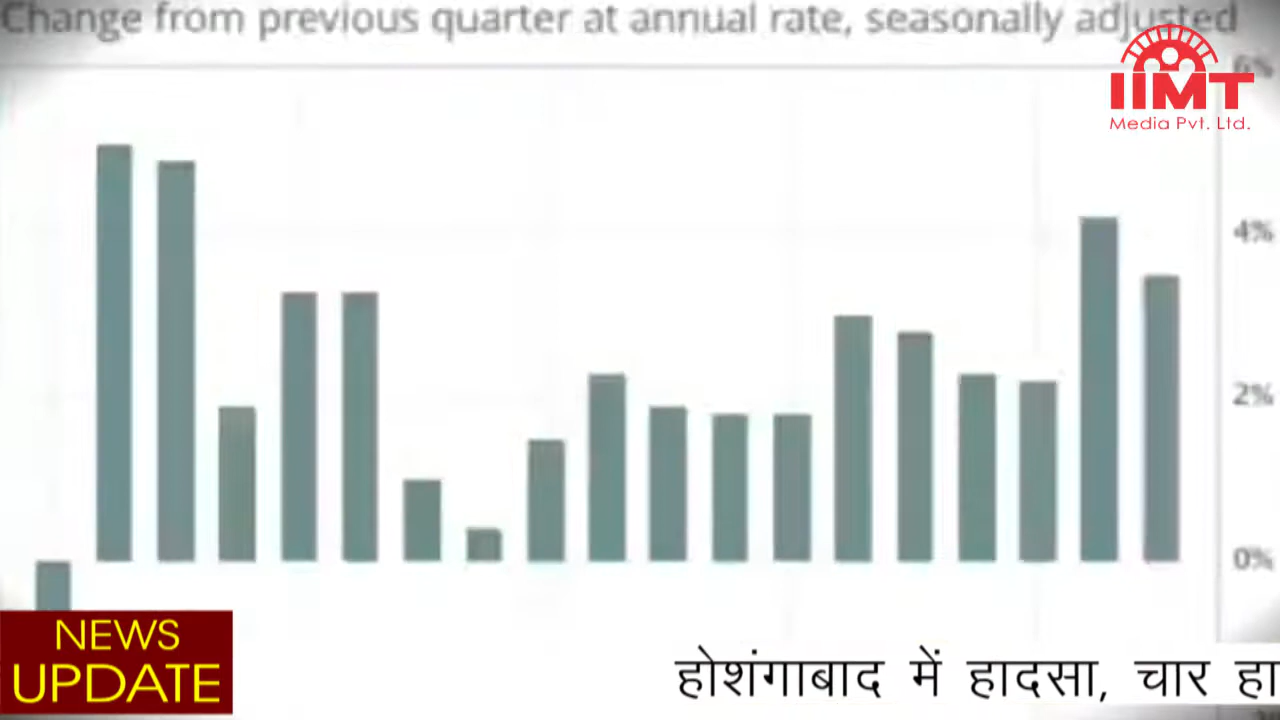 Change from previous quarter at annual rate, seasonally adjusted
6%
IIMT
Media Pvt. Ltd.
4%
2%
0%
NEWS
UPDATE
होशंगाबाद में हादसा, चार हा